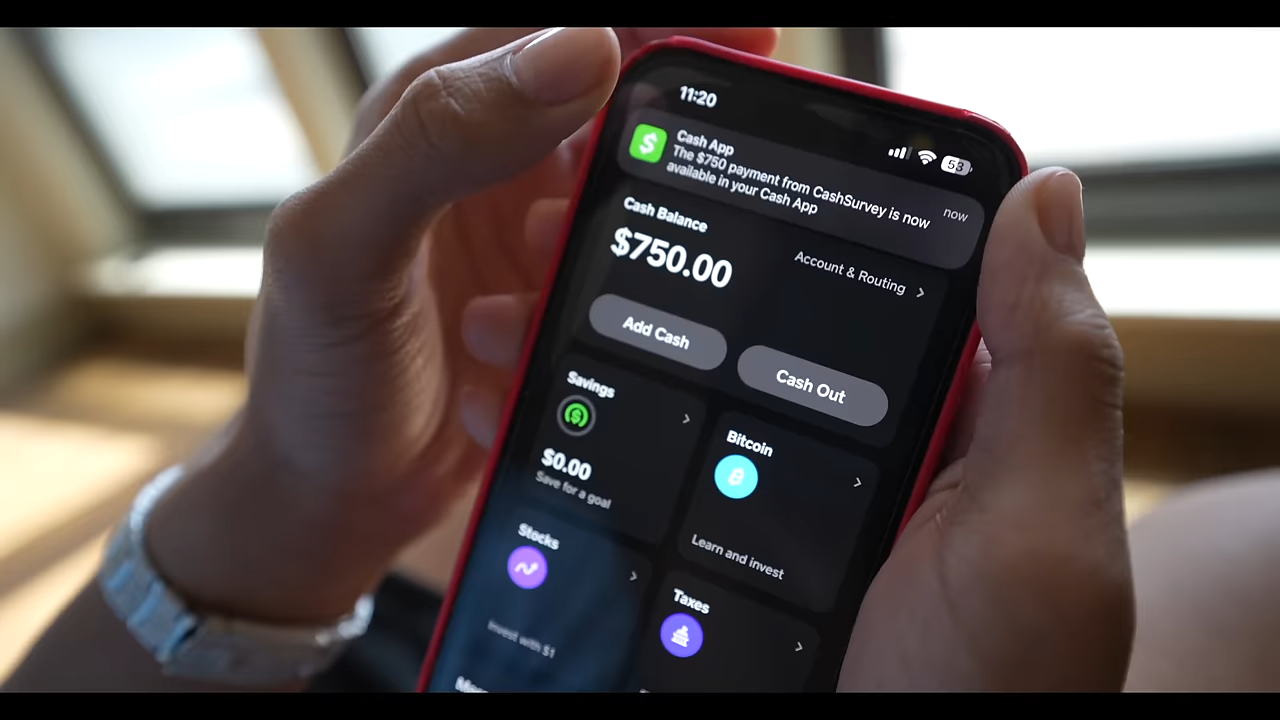 11:20
53
Cash App
now
The $750 payment from CashSurvey is now
available in your Cash App
Cash Balance
$750.00
Account & Routing
Add Cash
Cash Out
Savings
$0.00
Save for a goal
Bitcoin
Learn and invest
Stocks
Invest with $1
Taxes